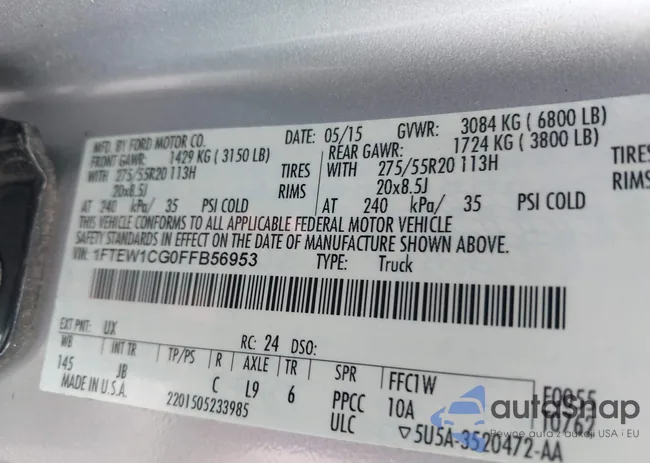 MFD. BY FORD MOTOR CO. DATE: 05/15 GVWR: 3084 KG ( 6800 LB)
FRONT GAWR: 1429 KG ( 3150 LB) REAR GAWR: 1724 KG ( 3800 LB)
WITH 275/55R20 113H TIRES WITH 275/55R20 113H TIRES
20x8.5J RIMS 20x8.5J RIMS
AT 240 kPa/ 35 PSI COLD AT 240 kPa/ 35 PSI COLD
THIS VEHICLE CONFORMS TO ALL APPLICABLE FEDERAL MOTOR VEHICLE
SAFETY STANDARDS IN EFFECT ON THE DATE OF MANUFACTURE SHOWN ABOVE.
VIN: 1FTEW1CG0FFB56953 TYPE: Truck
EXT PNT: UX RC: 24 DSO:
WB INT TR TP/PS R AXLE TR SPR FFC1W
145 JB C L9 6 PPCC 10A
MADE IN U.S.A. 2201505233985 ULC 5U5A-3520472-AA
autosnap
Pewne auta z aukcji USA i EU